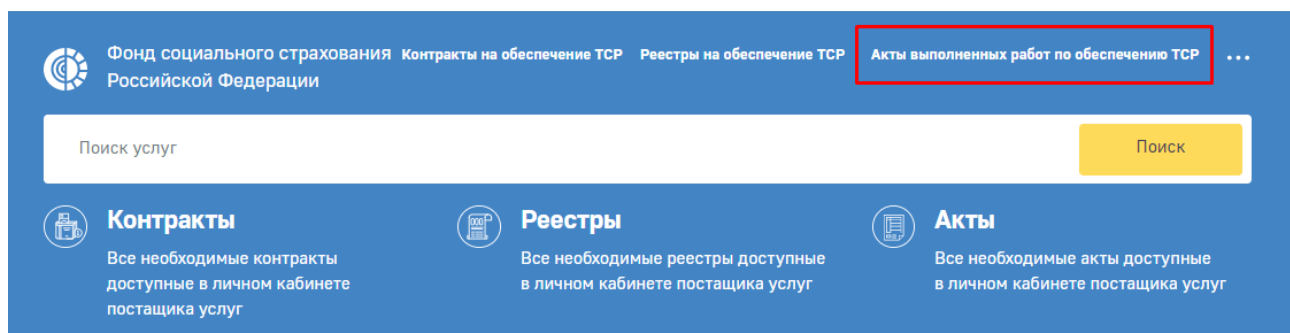 Фонд социального страхования Контракты на обеспечение ТСР Реестры на обеспечение ТСР Акты выполненных работ по обеспечению ТСР ...
Российской Федерации
Поиск услуг Поиск
Контракты
Все необходимые контракты
доступные в личном кабинете
постащика услуг
Реестры
Все необходимые реестры доступные
в личном кабинете постащика услуг
Акты
Все необходимые акты доступные
в личном кабинете постащика услуг